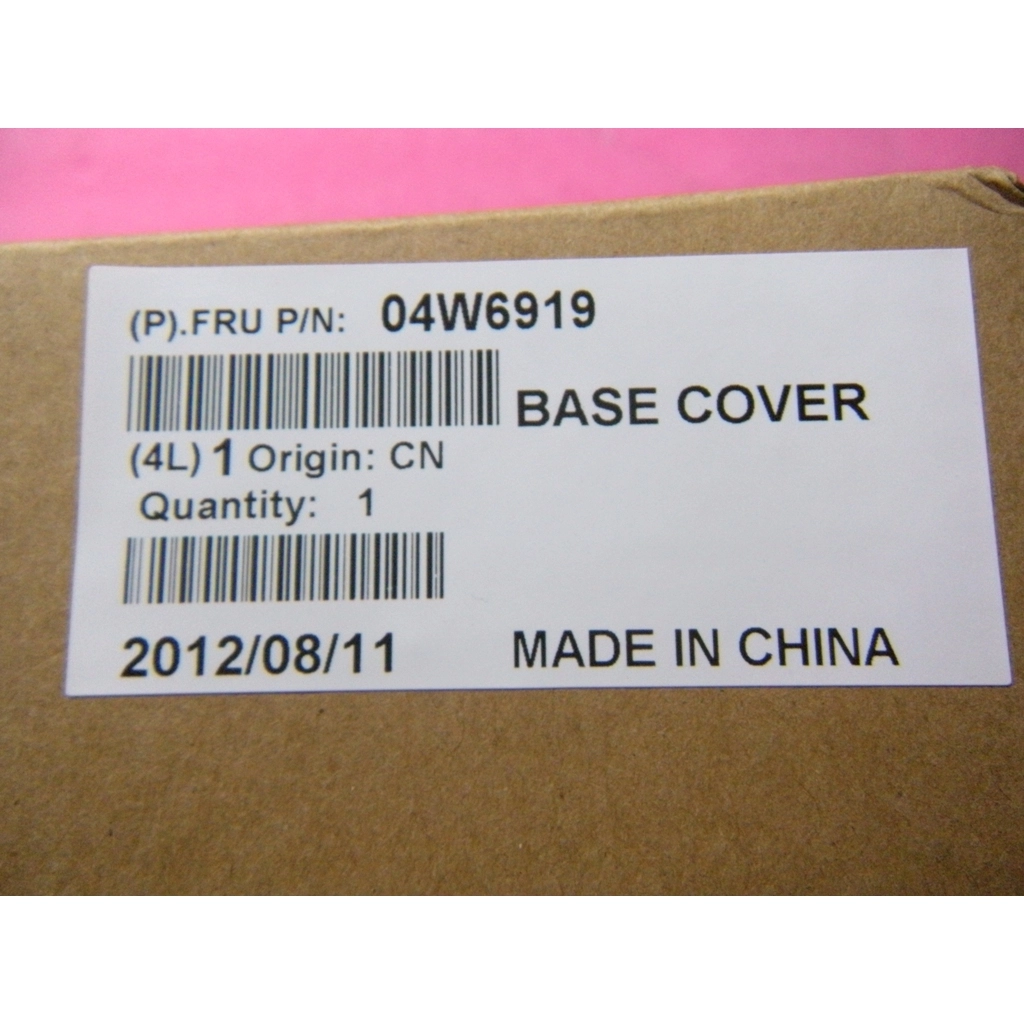 (P).FRU P/N: 04W6919
BASE COVER
(4L) 1 Origin: CN
Quantity: 1
2012/08/11 MADE IN CHINA